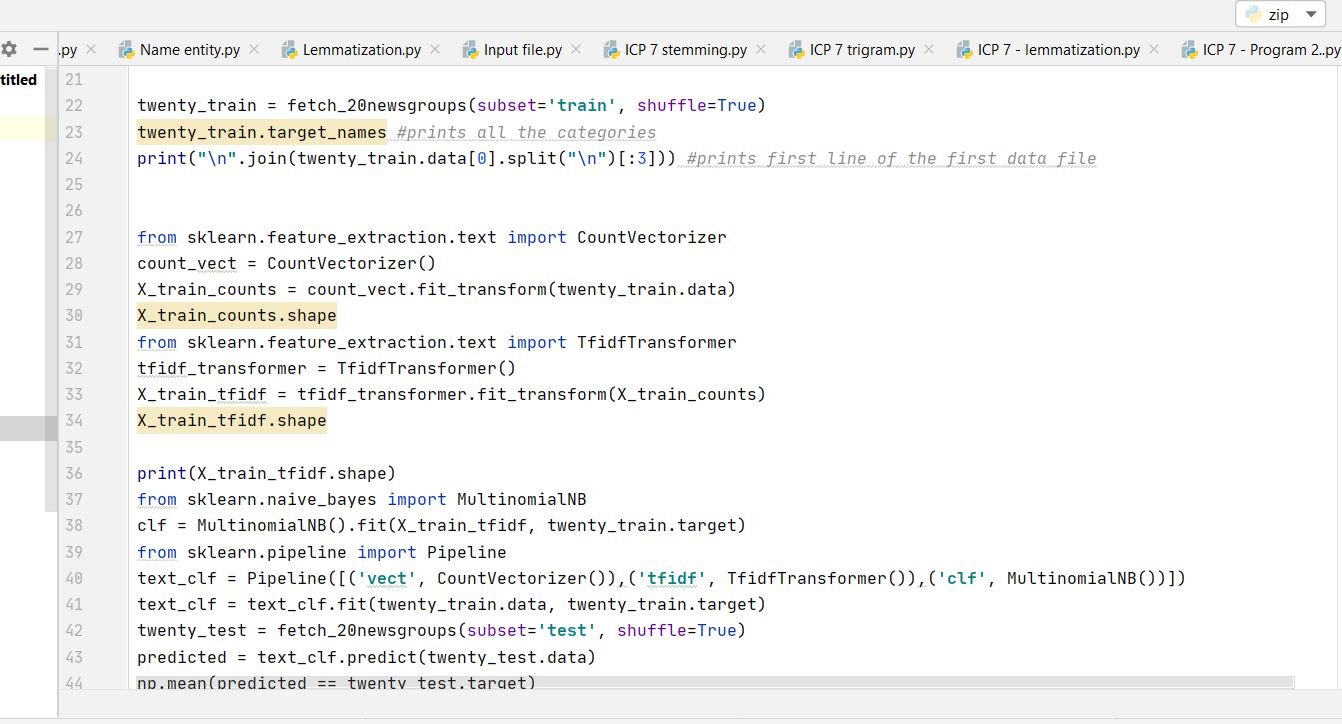 zip
.py Name entity.py Lemmatization.py Input file.py ICP 7 stemming.py ICP 7 trigram.py ICP 7 - lemmatization.py ICP 7 - Program 2..py
titled
21
22 twenty_train = fetch_20newsgroups(subset='train', shuffle=True)
23 twenty_train.target_names #prints all the categories
24 print("\n".join(twenty_train.data[0].split("\n")[:3])) #prints first line of the first data file
25
26
27 from sklearn.feature_extraction.text import CountVectorizer
28 count_vect = CountVectorizer()
29 X_train_counts = count_vect.fit_transform(twenty_train.data)
30 X_train_counts.shape
31 from sklearn.feature_extraction.text import TfidfTransformer
32 tfidf_transformer = TfidfTransformer()
33 X_train_tfidf = tfidf_transformer.fit_transform(X_train_counts)
34 X_train_tfidf.shape
35
36 print(X_train_tfidf.shape)
37 from sklearn.naive_bayes import MultinomialNB
38 clf = MultinomialNB().fit(X_train_tfidf, twenty_train.target)
39 from sklearn.pipeline import Pipeline
40 text_clf = Pipeline([('vect', CountVectorizer()),('tfidf', TfidfTransformer()),('clf', MultinomialNB())])
41 text_clf = text_clf.fit(twenty_train.data, twenty_train.target)
42 twenty_test = fetch_20newsgroups(subset='test', shuffle=True)
43 predicted = text_clf.predict(twenty_test.data)
44 np.mean(predicted == twenty_test.target)